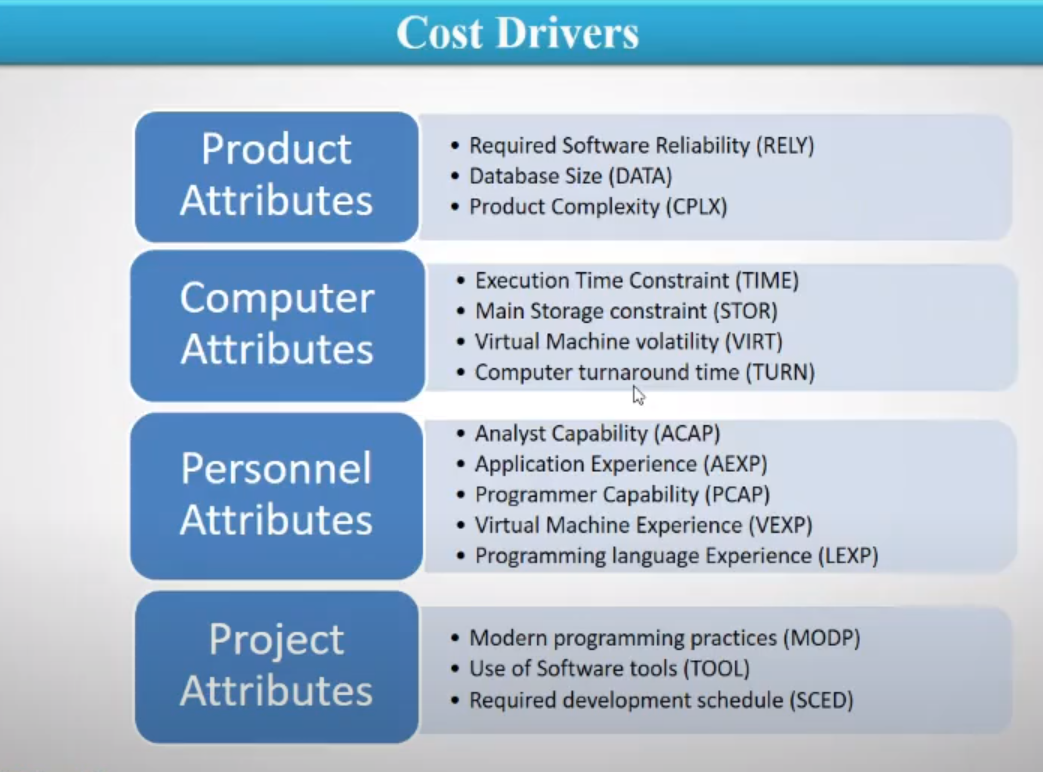 Cost Drivers
Product
Attributes
• Required Software Reliability (RELY)
• Database Size (DATA)
• Product Complexity (CPLX)
Computer
Attributes
• Execution Time Constraint (TIME)
• Main Storage constraint (STOR)
• Virtual Machine volatility (VIRT)
• Computer turnaround time (TURN)
Personnel
Attributes
• Analyst Capability (ACAP)
• Application Experience (AEXP)
• Programmer Capability (PCAP)
• Virtual Machine Experience (VEXP)
• Programming language Experience (LEXP)
Project
Attributes
• Modern programming practices (MODP)
• Use of Software tools (TOOL)
• Required development schedule (SCED)